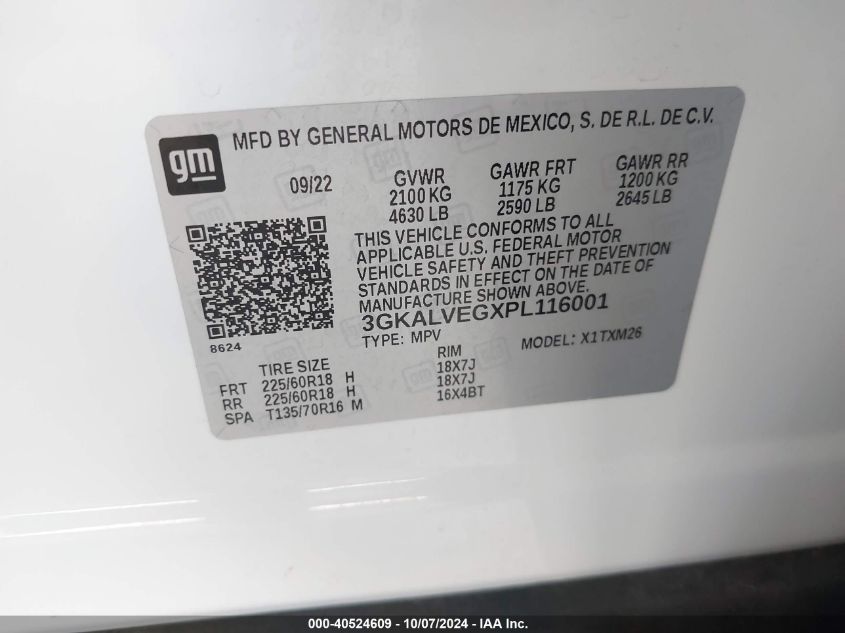 gm
MFD BY GENERAL MOTORS DE MEXICO, S. DE R.L. DE C.V.
09/22
GVWR
2100 KG
4630 LB
GAWR FRT
1175 KG
2590 LB
GAWR RR
1200 KG
2645 LB
THIS VEHICLE CONFORMS TO ALL
APPLICABLE U.S. FEDERAL MOTOR
VEHICLE SAFETY AND THEFT PREVENTION
STANDARDS IN EFFECT ON THE DATE OF
MANUFACTURE SHOWN ABOVE.
3GKALVEGXPL116001
TYPE: MPV
MODEL: X1TXM26
8624
TIRE SIZE RIM
FRT 225/60R18 H 18X7J
RR 225/60R18 H 18X7J
SPA T135/70R16 M 16X4BT
000-40524609 - 10/07/2024 - IAA Inc.